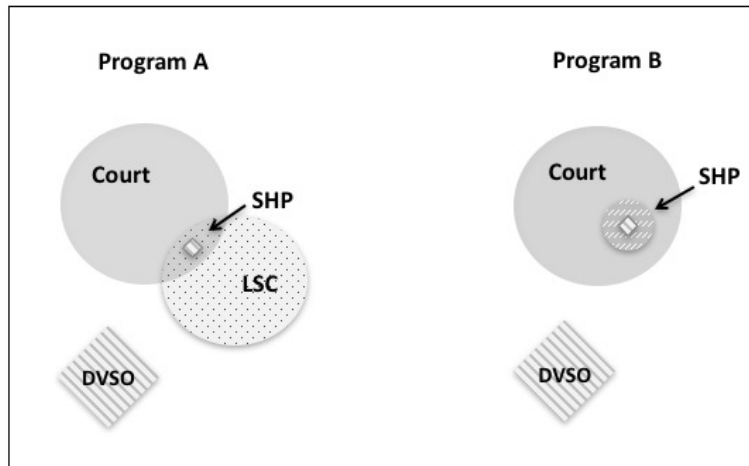 Program A
Court
SHP
LSC
DVSO
Program B
Court
SHP
DVSO